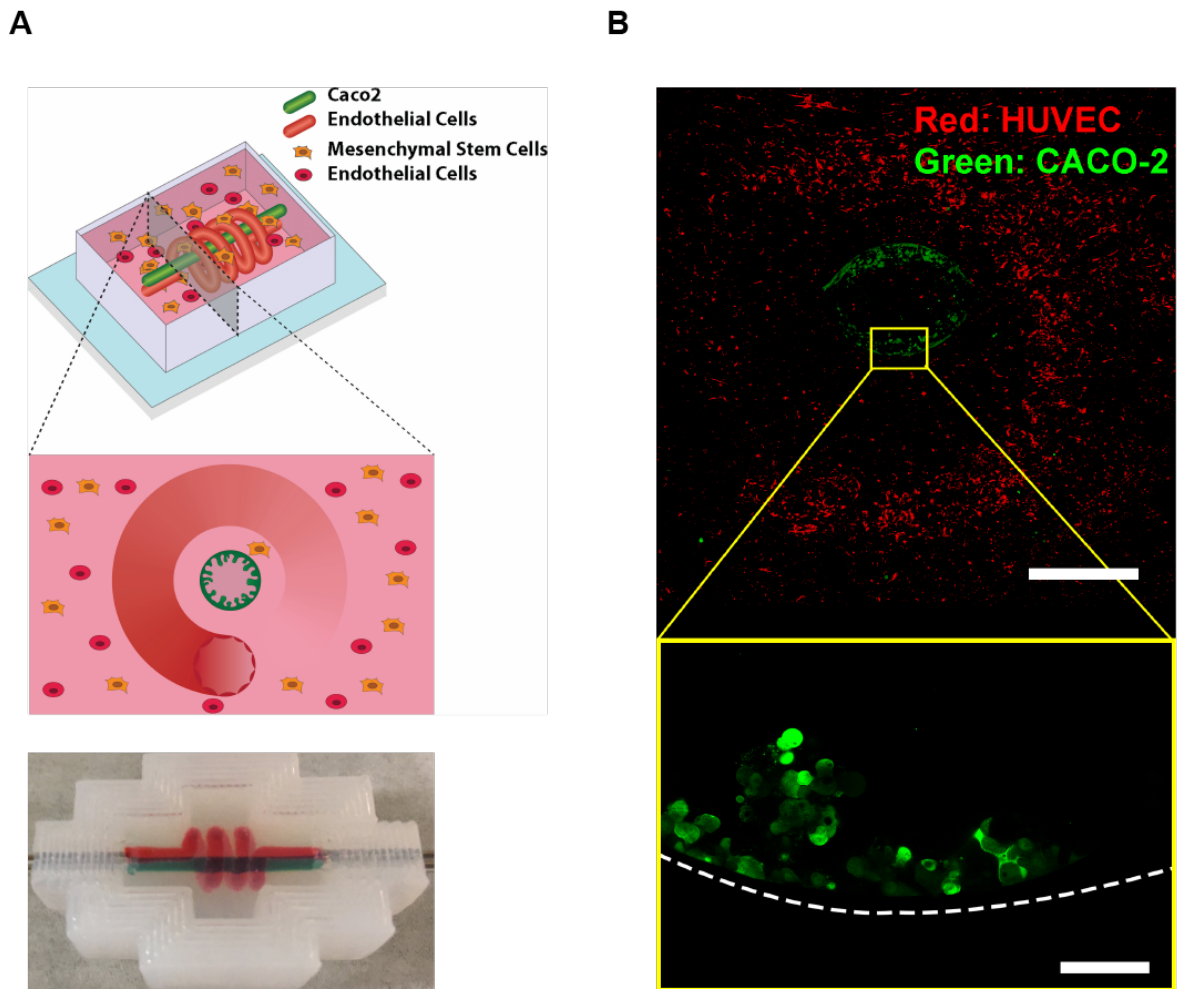 A
B
Caco2
Endothelial Cells
Mesenchymal Stem Cells
Endothelial Cells
Red: HUVEC
Green: CACO-2